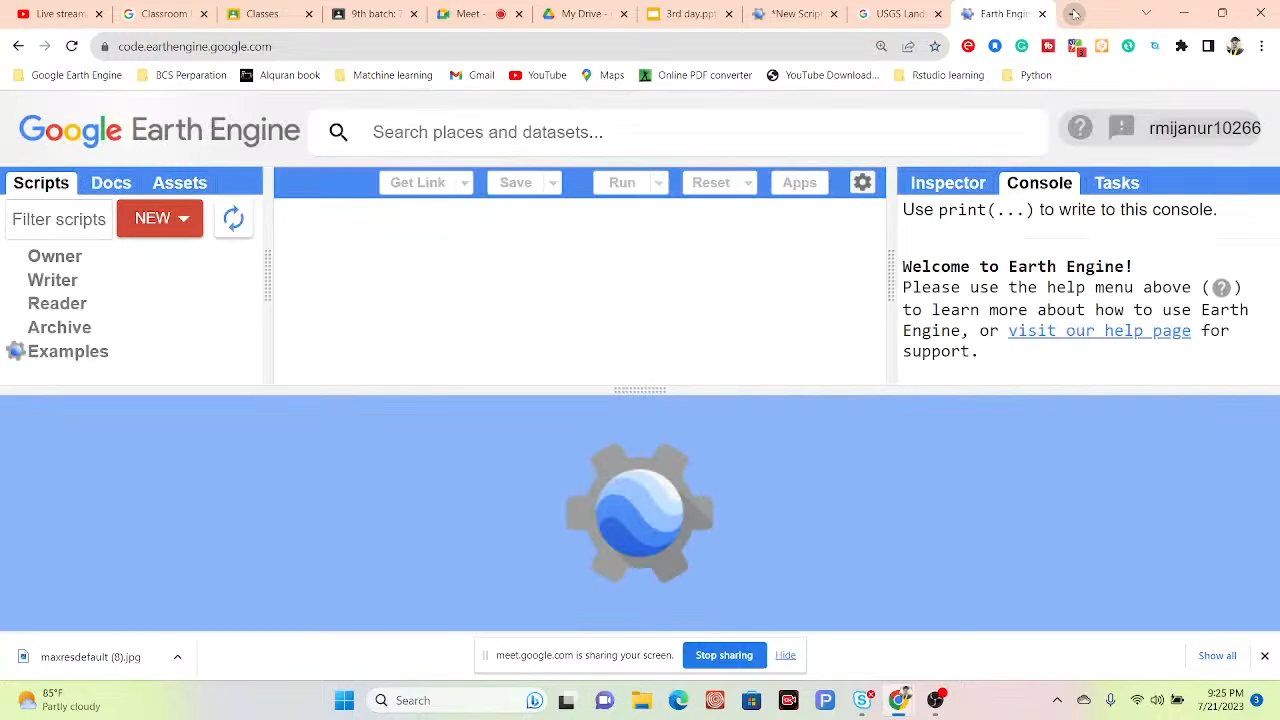 Live stream
Classroom
Classes
9th batch
Meet -
My Drive -
3rd day.ppt
*New Script
USGS Land
Earth Engin
code.earthengine.google.com
Google Earth Engine
BCS Perparation
Alquran book
Matchine learning
Gmail
YouTube
Maps
Online PDF converter
YouTube Download...
Rstudio learning
Python
Google Earth Engine
Search places and datasets...
rmijanur10266
Scripts
Docs
Assets
Get Link
Save
Run
Reset
Apps
Inspector
Console
Tasks
Filter scripts
NEW
Owner
Writer
Reader
Archive
Examples
Use print(...) to write to this console.
Welcome to Earth Engine!
Please use the help menu above (?)
to learn more about how to use Earth
Engine, or visit our help page for
support.
maxresdefault (8).jpg
meet.google.com is sharing your screen.
Stop sharing
Hide
Show all
85°F
Partly cloudy
Search
9:25 PM
7/21/2023
3